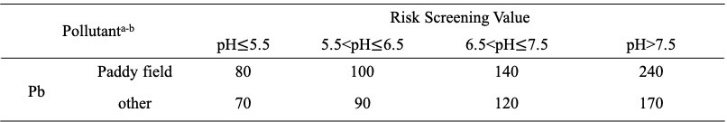 Pollutantᵃ⁻ᵇ Risk Screening Value
pH≤5.5 5.5<pH≤6.5 6.5<pH≤7.5 pH>7.5
Pb Paddy field 80 100 140 240
other 70 90 120 170